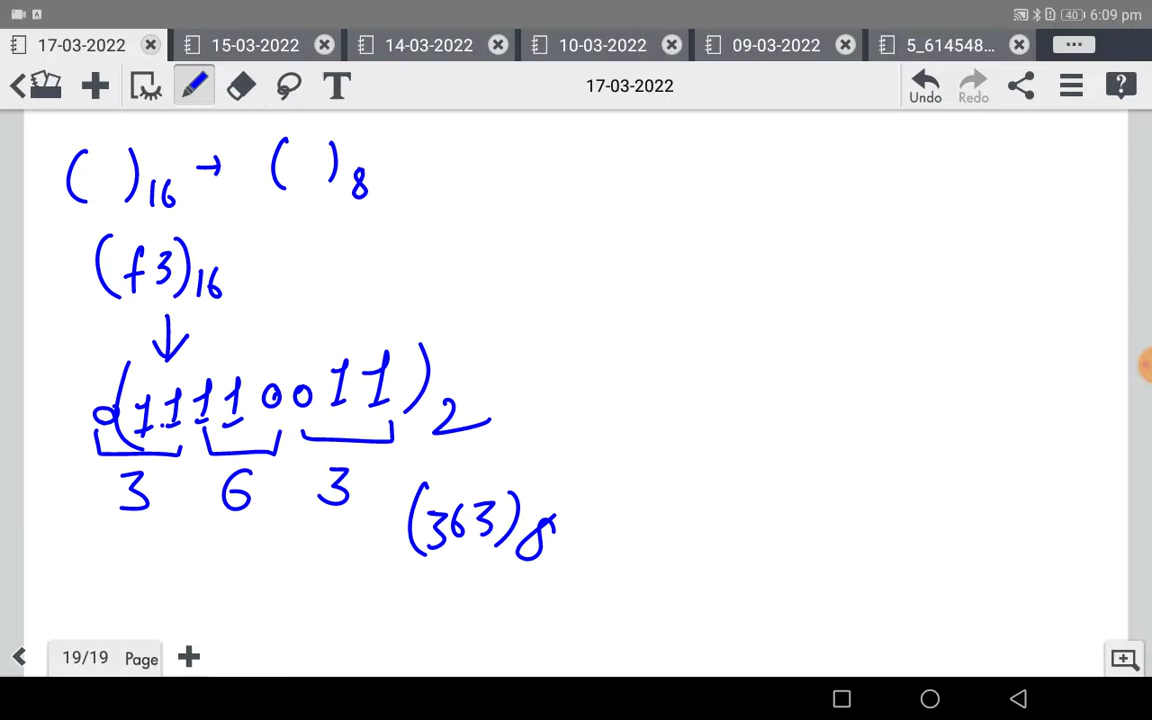 40 6:09 pm
17-03-2022 15-03-2022 14-03-2022 10-03-2022 09-03-2022 5_614548... ...
T 17-03-2022 Undo Redo ?
( )16 → ( )8
(f3)16
↓
0(11110011)2
3 6 3
(363)8
19/19 Page